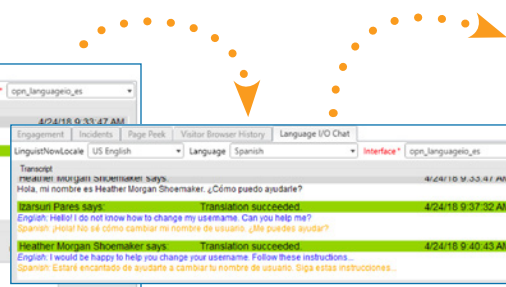 * opn_languageio_es
4/24/18 9:33:47 AM
Engagement Incidents Page Peek Visitor Browser History Language I/O Chat
LinguistNowLocale US English Language Spanish Interface * opn_languageio_es
Transcript
Heather Morgan Shoemaker says: 4/24/18 9:33:47 AM
Hola, mi nombre es Heather Morgan Shoemaker. ¿Cómo puedo ayudarle?
Izarsuri Pares says: Translation succeeded. 4/24/18 9:37:32 AM
English: Hello! I do not know how to change my username. Can you help me?
Spanish: ¡Hola! No sé cómo cambiar mi nombre de usuario. ¿Me puedes ayudar?
Heather Morgan Shoemaker says: Translation succeeded. 4/24/18 9:40:43 AM
English: I would be happy to help you change your username. Follow these instructions...
Spanish: Estaré encantado de ayudarte a cambiar tu nombre de usuario. Siga estas instrucciones...